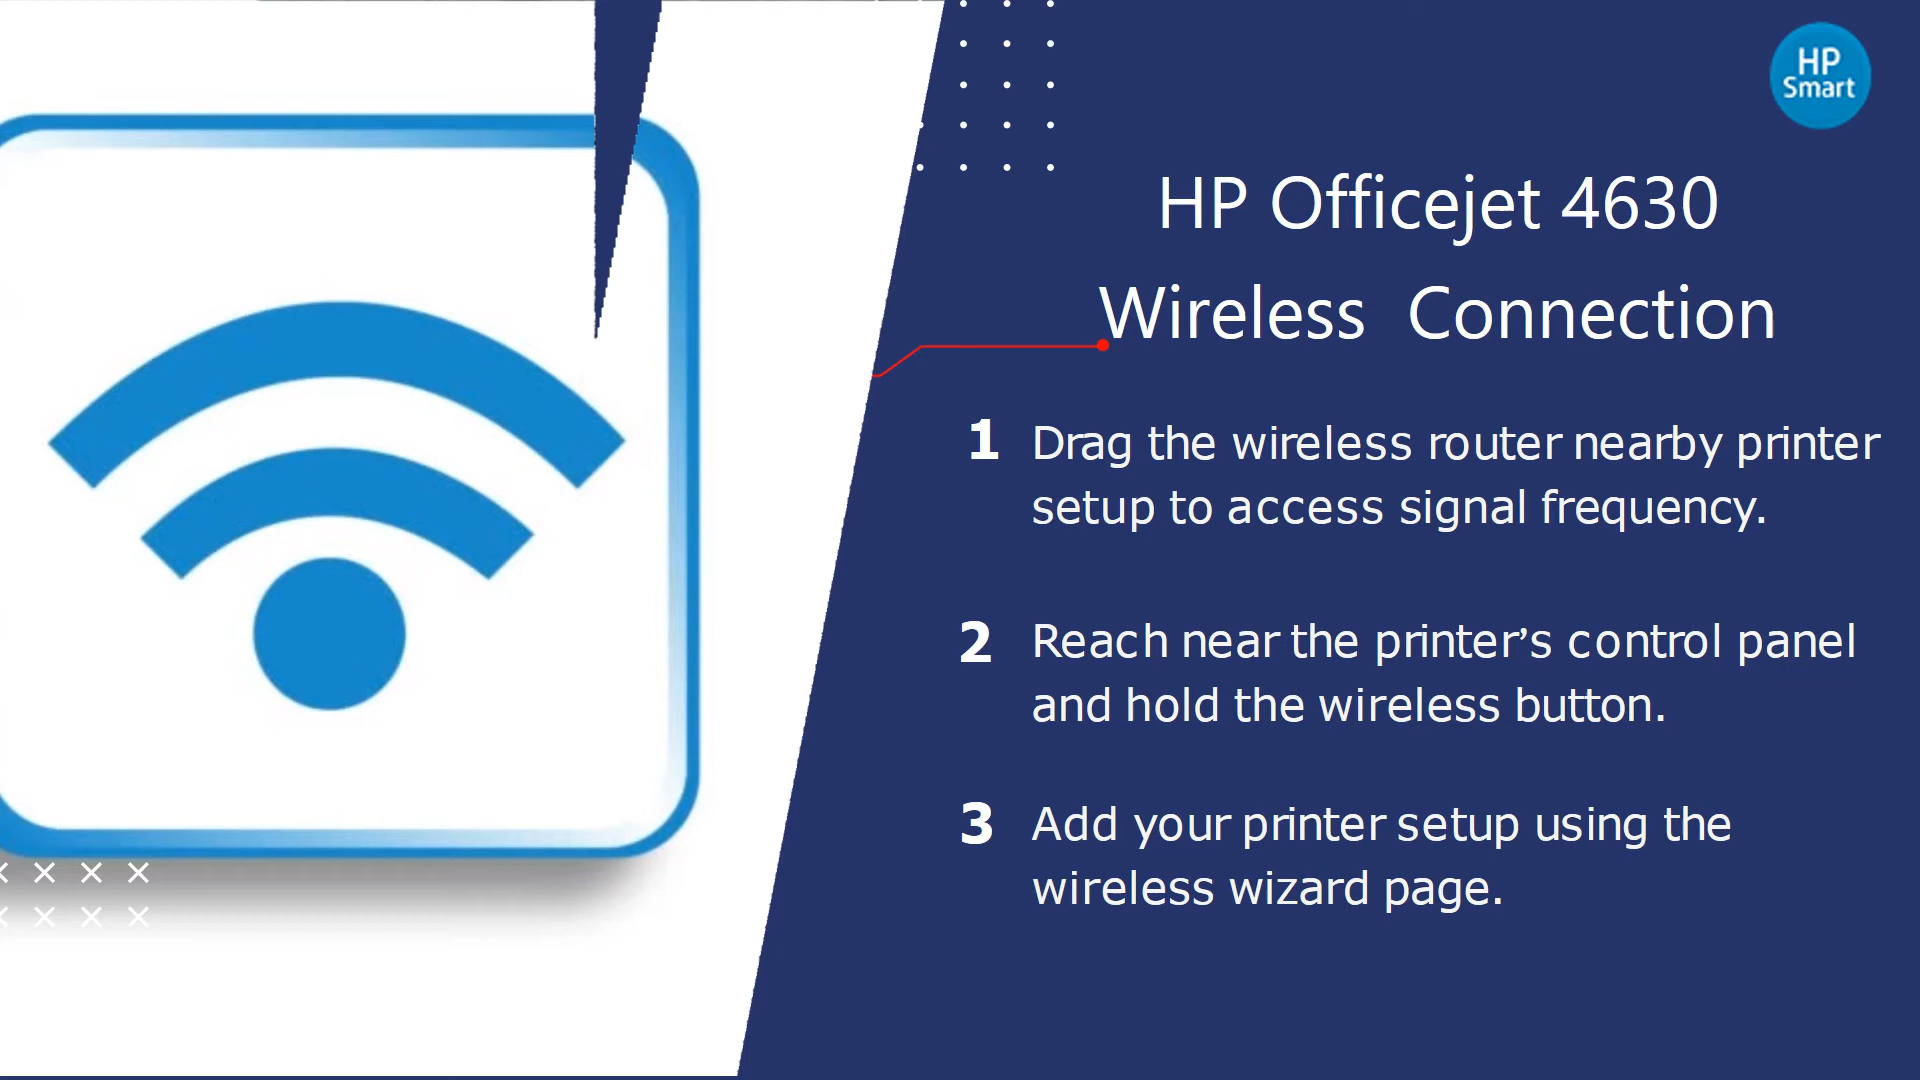 HP
Smart
HP Officejet 4630
Wireless Connection
1 Drag the wireless router nearby printer
setup to access signal frequency.
2 Reach near the printer’s control panel
and hold the wireless button.
3 Add your printer setup using the
wireless wizard page.